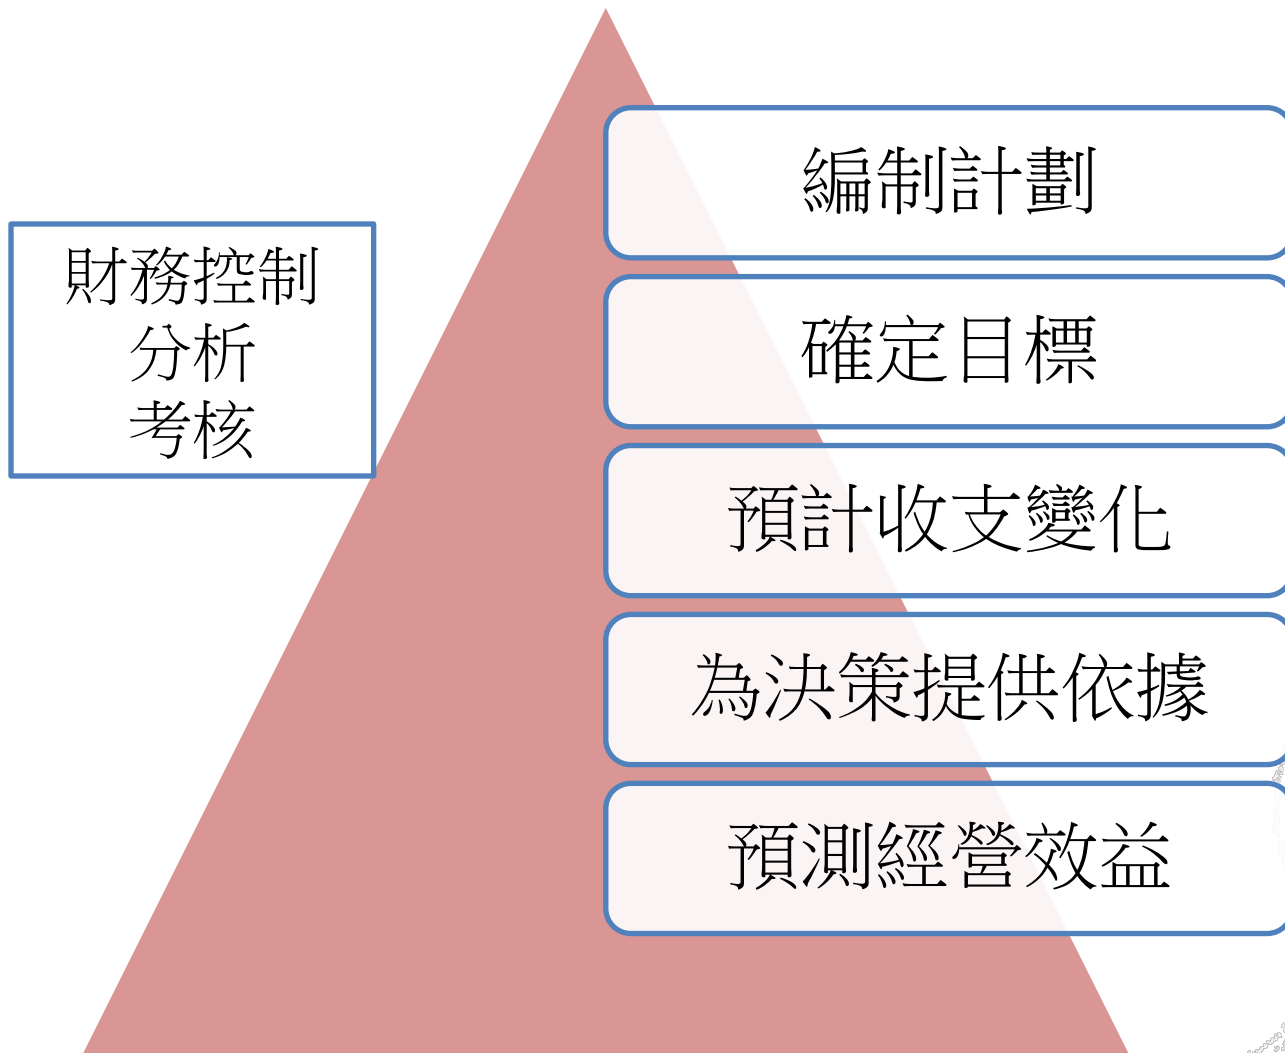 財務控制
分析
考核
編制計劃
確定目標
預計收支變化
為決策提供依據
預測經營效益